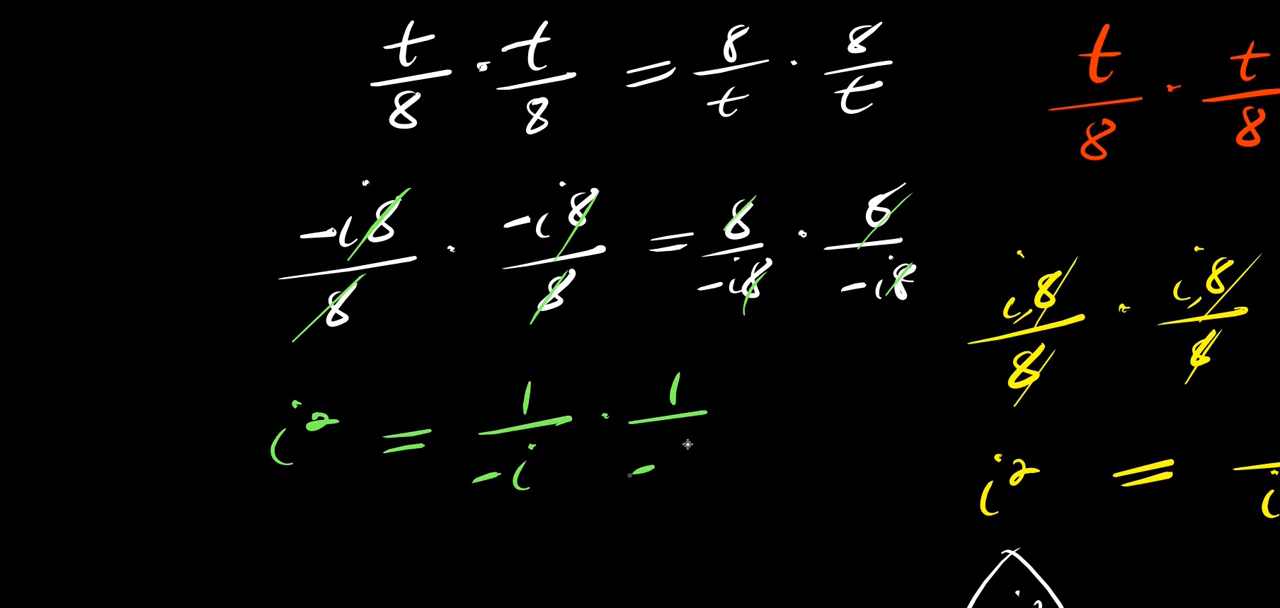 t/8 · t/8 = 8/t · 8/t
-i8/8 · -i8/8 = 8/-i8 · 8/-i8
i² = 1/-i · 1/-
t/8 · t/8
i8/8 · i8/8
i² = /i